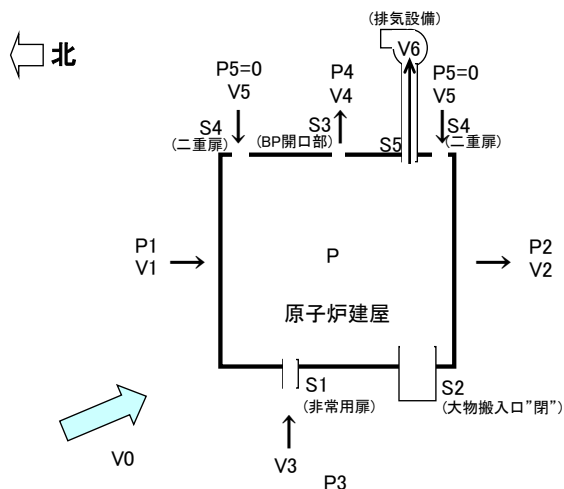 (排気設備)
北
V6
P5=0
V5
P4
V4
P5=0
V5
S4
(二重扉)
S3
(BP開口部)
S5
S4
(二重扉)
P1
V1
P
P2
V2
原子炉建屋
S1
(非常用扉)
S2
(大物搬入口"閉")
V0
V3
P3